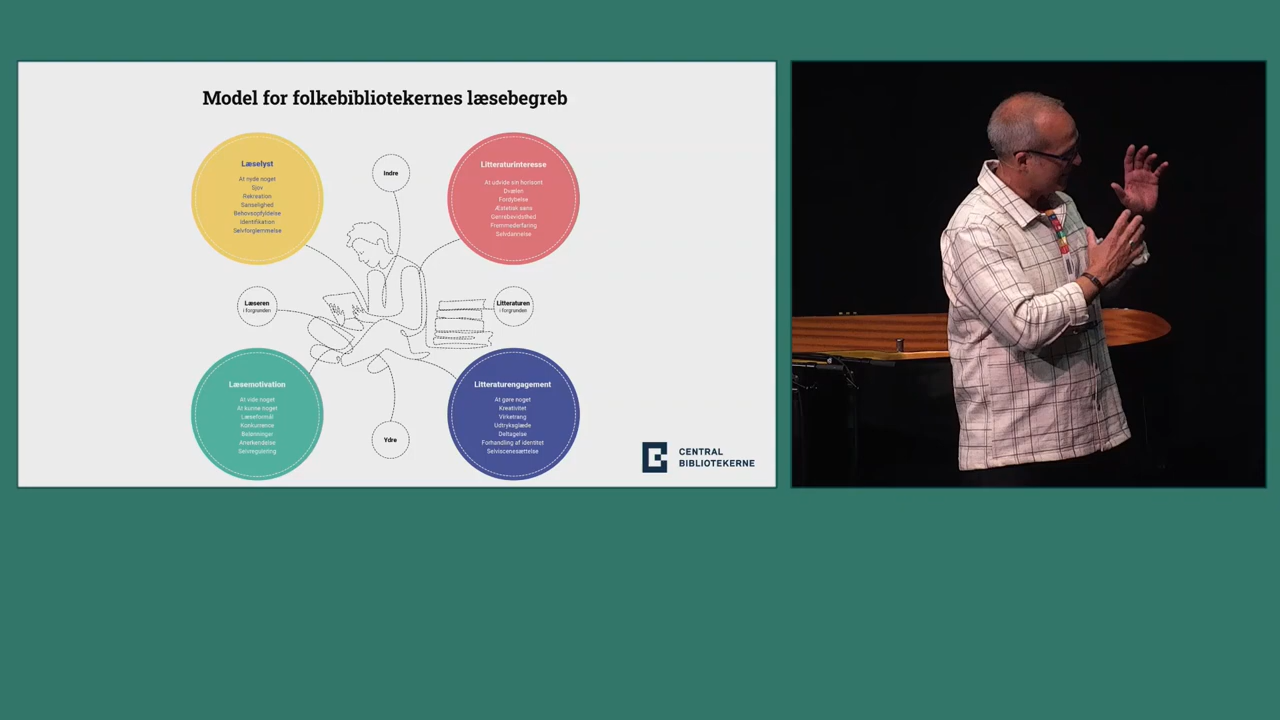 Model for folkebibliotekernes læsebegreb
Læselyst
At nyde noget
Sjov
Rekreation
Sanselighed
Behovsopfyldelse
Identifikation
Selvforglemmelse
Indre
Litteraturinteresse
At udvide sin horisont
Dvælen
Fordybelse
Æstetisk sans
Genrebevidsthed
Fremmederfaring
Selvdannelse
Læseren
i forgrunden
Litteraturen
i forgrunden
Læsemotivation
At vide noget
At kunne noget
Læseformål
Konkurrence
Belønninger
Anerkendelse
Selvregulering
Ydre
Litteraturengagement
At gøre noget
Kreativitet
Virketrang
Udtryksglæde
Deltagelse
Forhandling af identitet
Selviscenesættelse
CENTRAL
BIBLIOTEKERNE